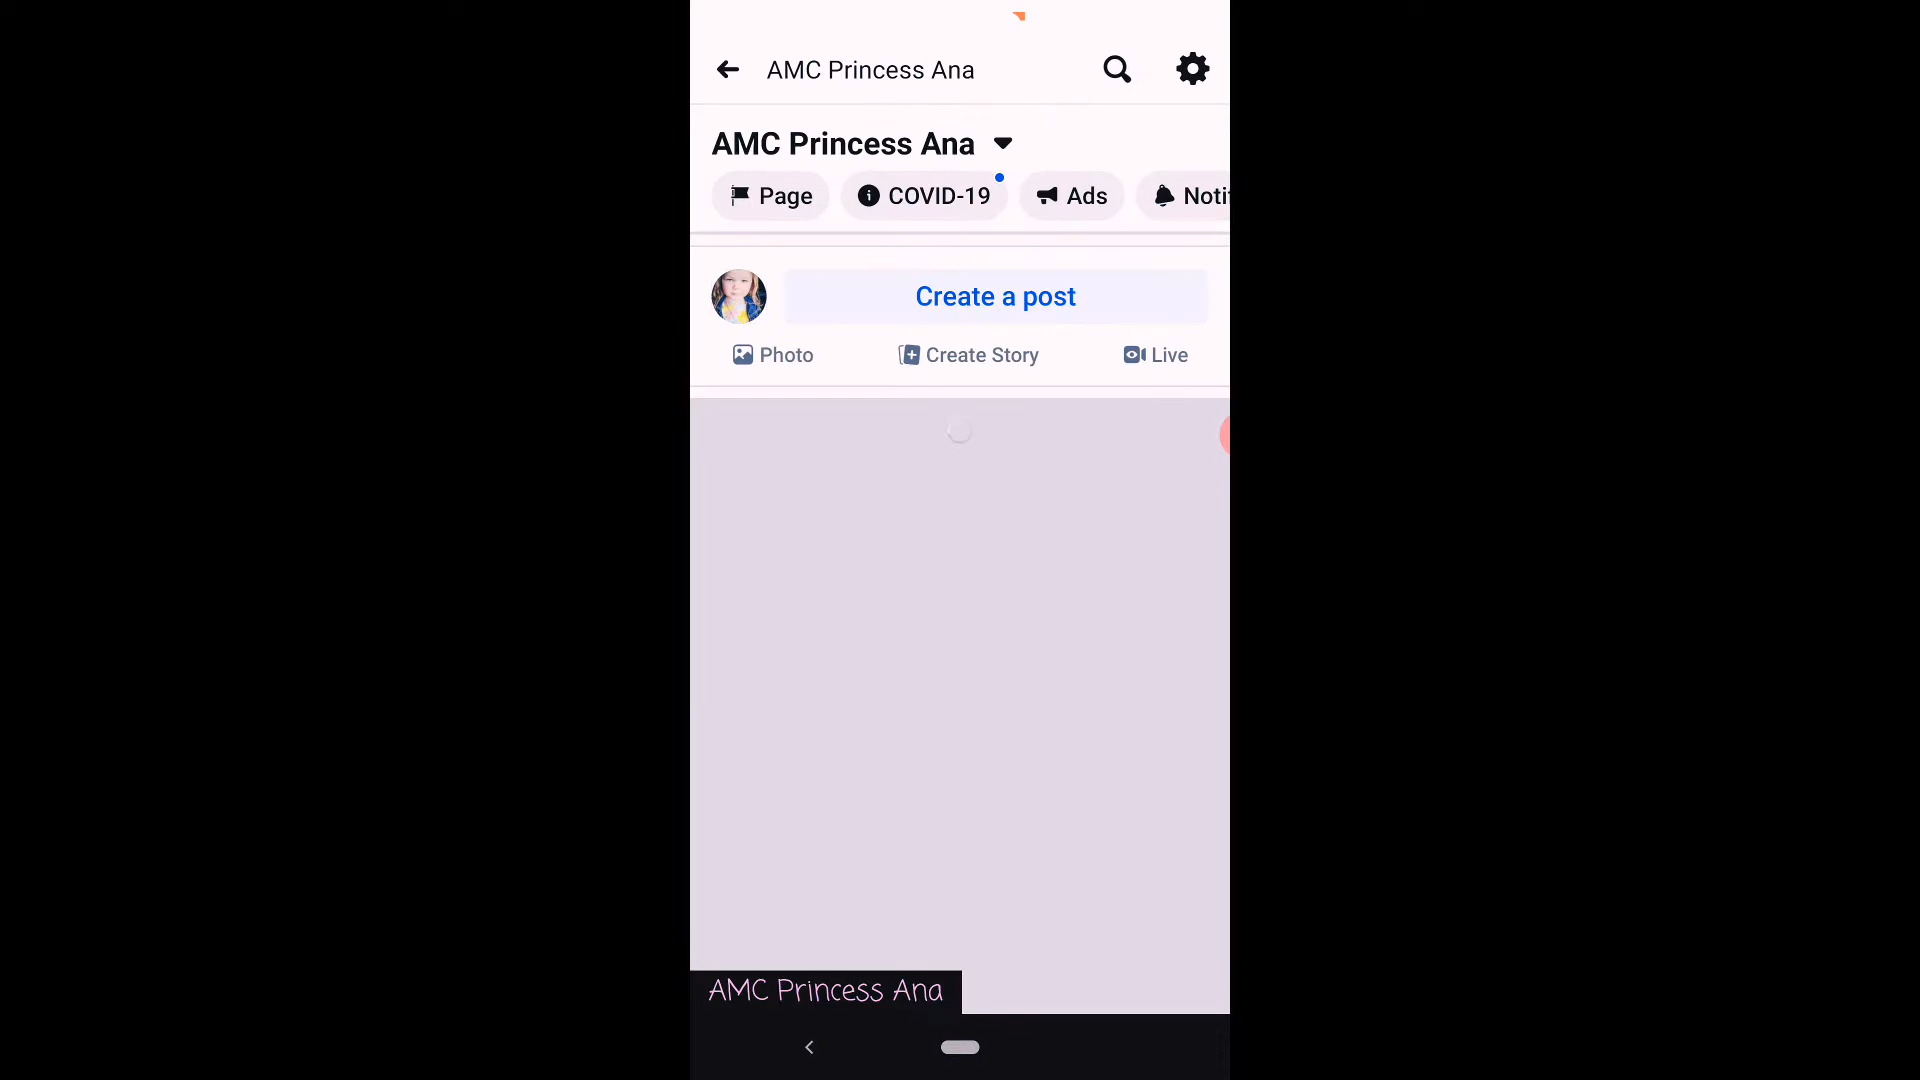 AMC Princess Ana
AMC Princess Ana
Page COVID-19 Ads Noti
Create a post
Photo Create Story Live
AMC Princess Ana